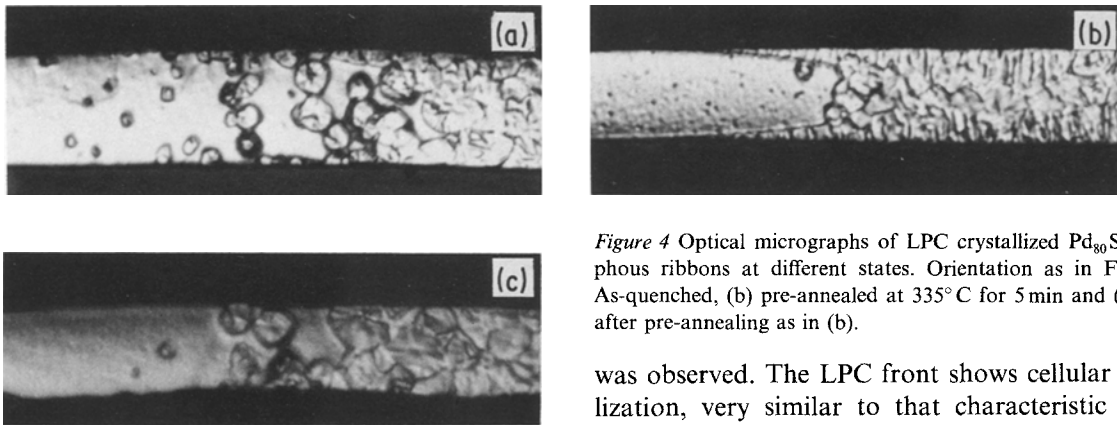 (a)
(b)
(c)
Figure 4 Optical micrographs of LPC crystallized Pd80S
phous ribbons at different states. Orientation as in F
As-quenched, (b) pre-annealed at 335° C for 5 min and (
after pre-annealing as in (b).
was observed. The LPC front shows cellular
lization, very similar to that characteristic